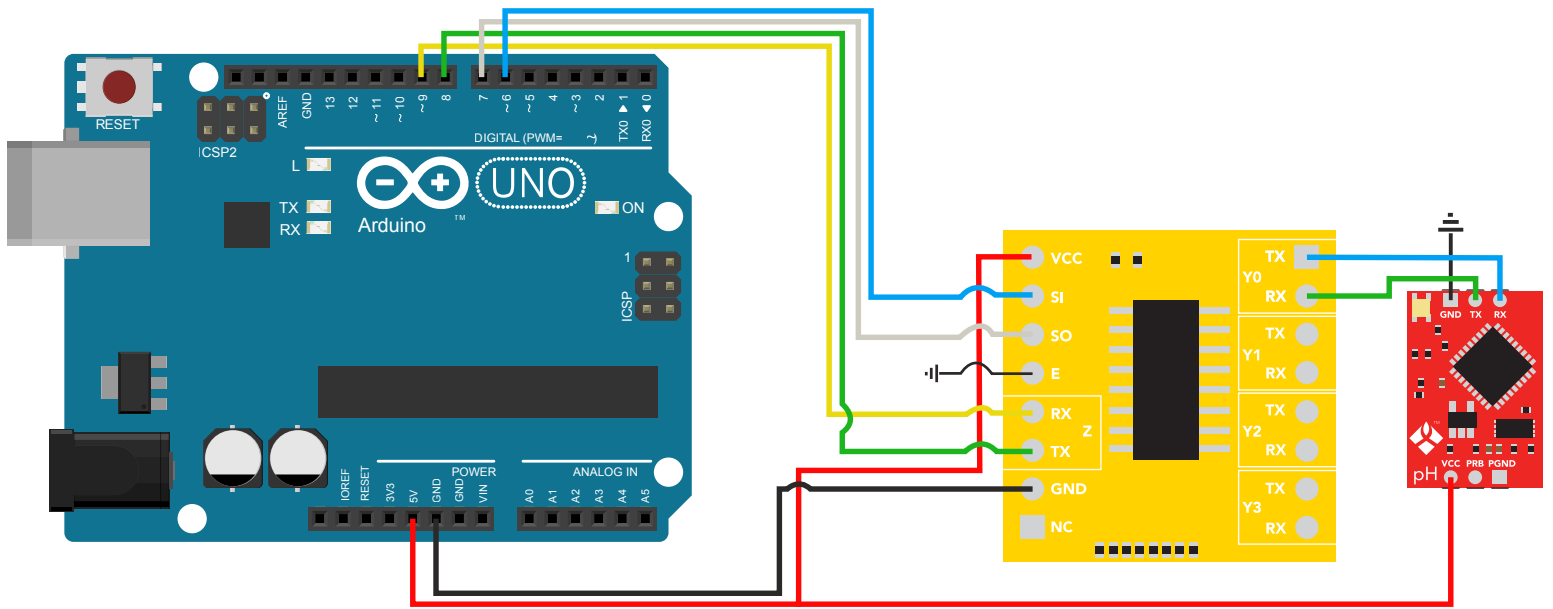 RESET
ICSP2
AREF
GND
13
12
~ 11
~ 10
~ 9
8
7
~ 6
~ 5
4
~ 3
2
TX0 ▶ 1
RX0 ◀ 0
DIGITAL (PWM= ~
L
TX
RX
UNO
Arduino
™
ON
1
ICSP
POWER
ANALOG IN
IOREF
RESET
3V3
5V
GND
GND
VIN
A0
A1
A2
A3
A4
A5
VCC
SI
SO
E
RX
Z
TX
GND
NC
TX
Y0
RX
TX
Y1
RX
TX
Y2
RX
TX
Y3
RX
GND TX RX
™
VCC PRB PGND
pH